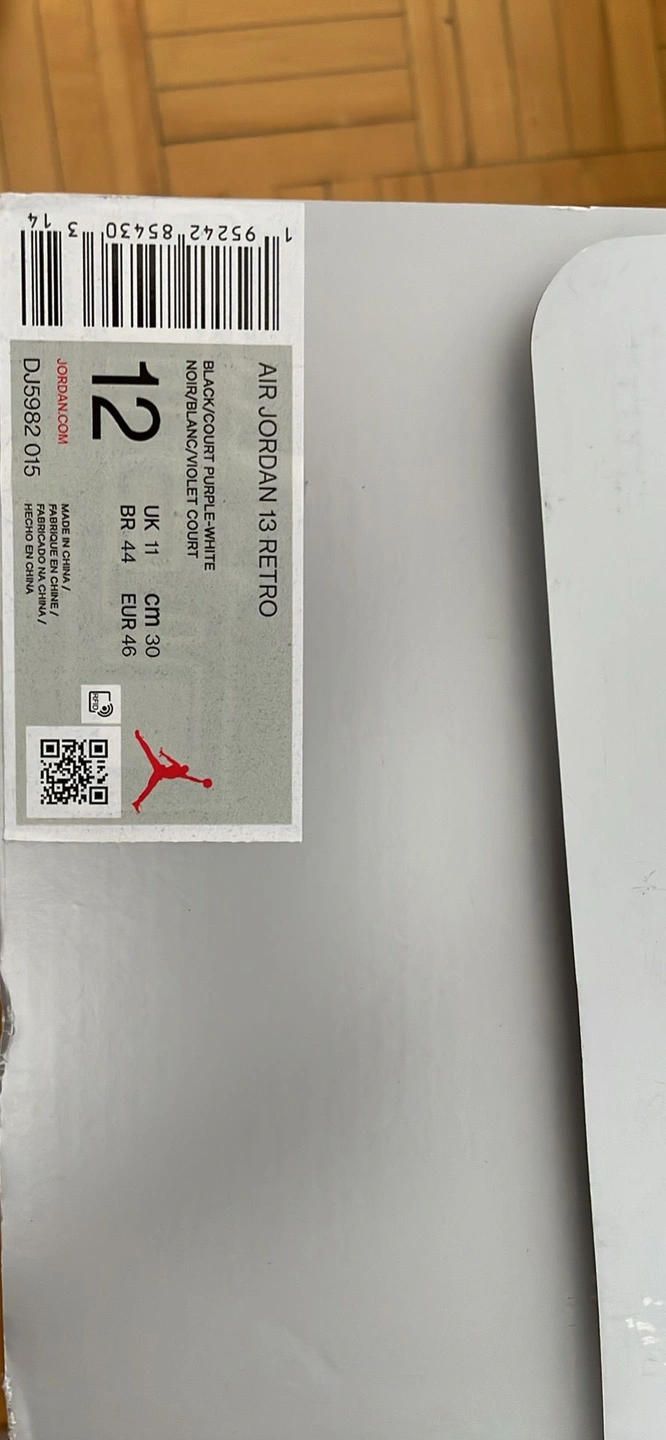 AIR JORDAN 13 RETRO
BLACK/COURT PURPLE-WHITE
NOIR/BLANC/VIOLET COURT
12
UK 11 cm 30
BR 44 EUR 46
JORDAN.COM
DJ5982 015
MADE IN CHINA /
FABRIQUE EN CHINE /
FABRICADO NA CHINA /
HECHO EN CHINA
RFID
1 95242 85430 3 14